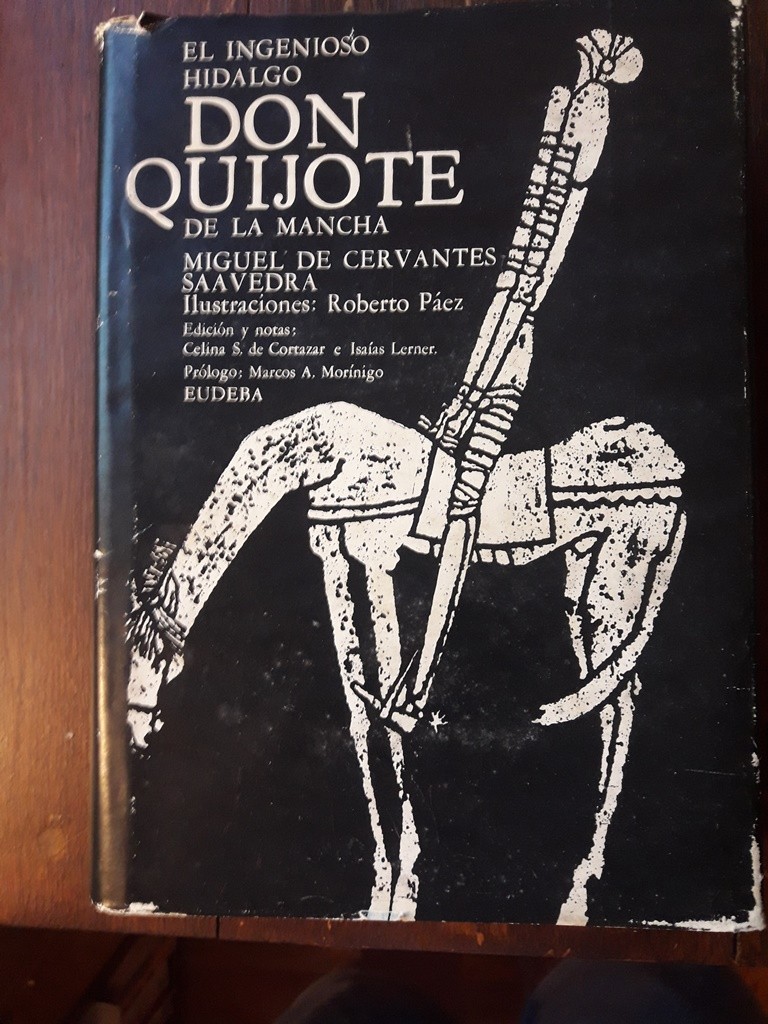 EL INGENIOSO
HIDALGO
DON
QUIJOTE
DE LA MANCHA
MIGUEL DE CERVANTES
SAAVEDRA
Ilustraciones: Roberto Páez
Edición y notas:
Celina S. de Cortazar e Isaías Lerner.
Prólogo: Marcos A. Morínigo
EUDEBA